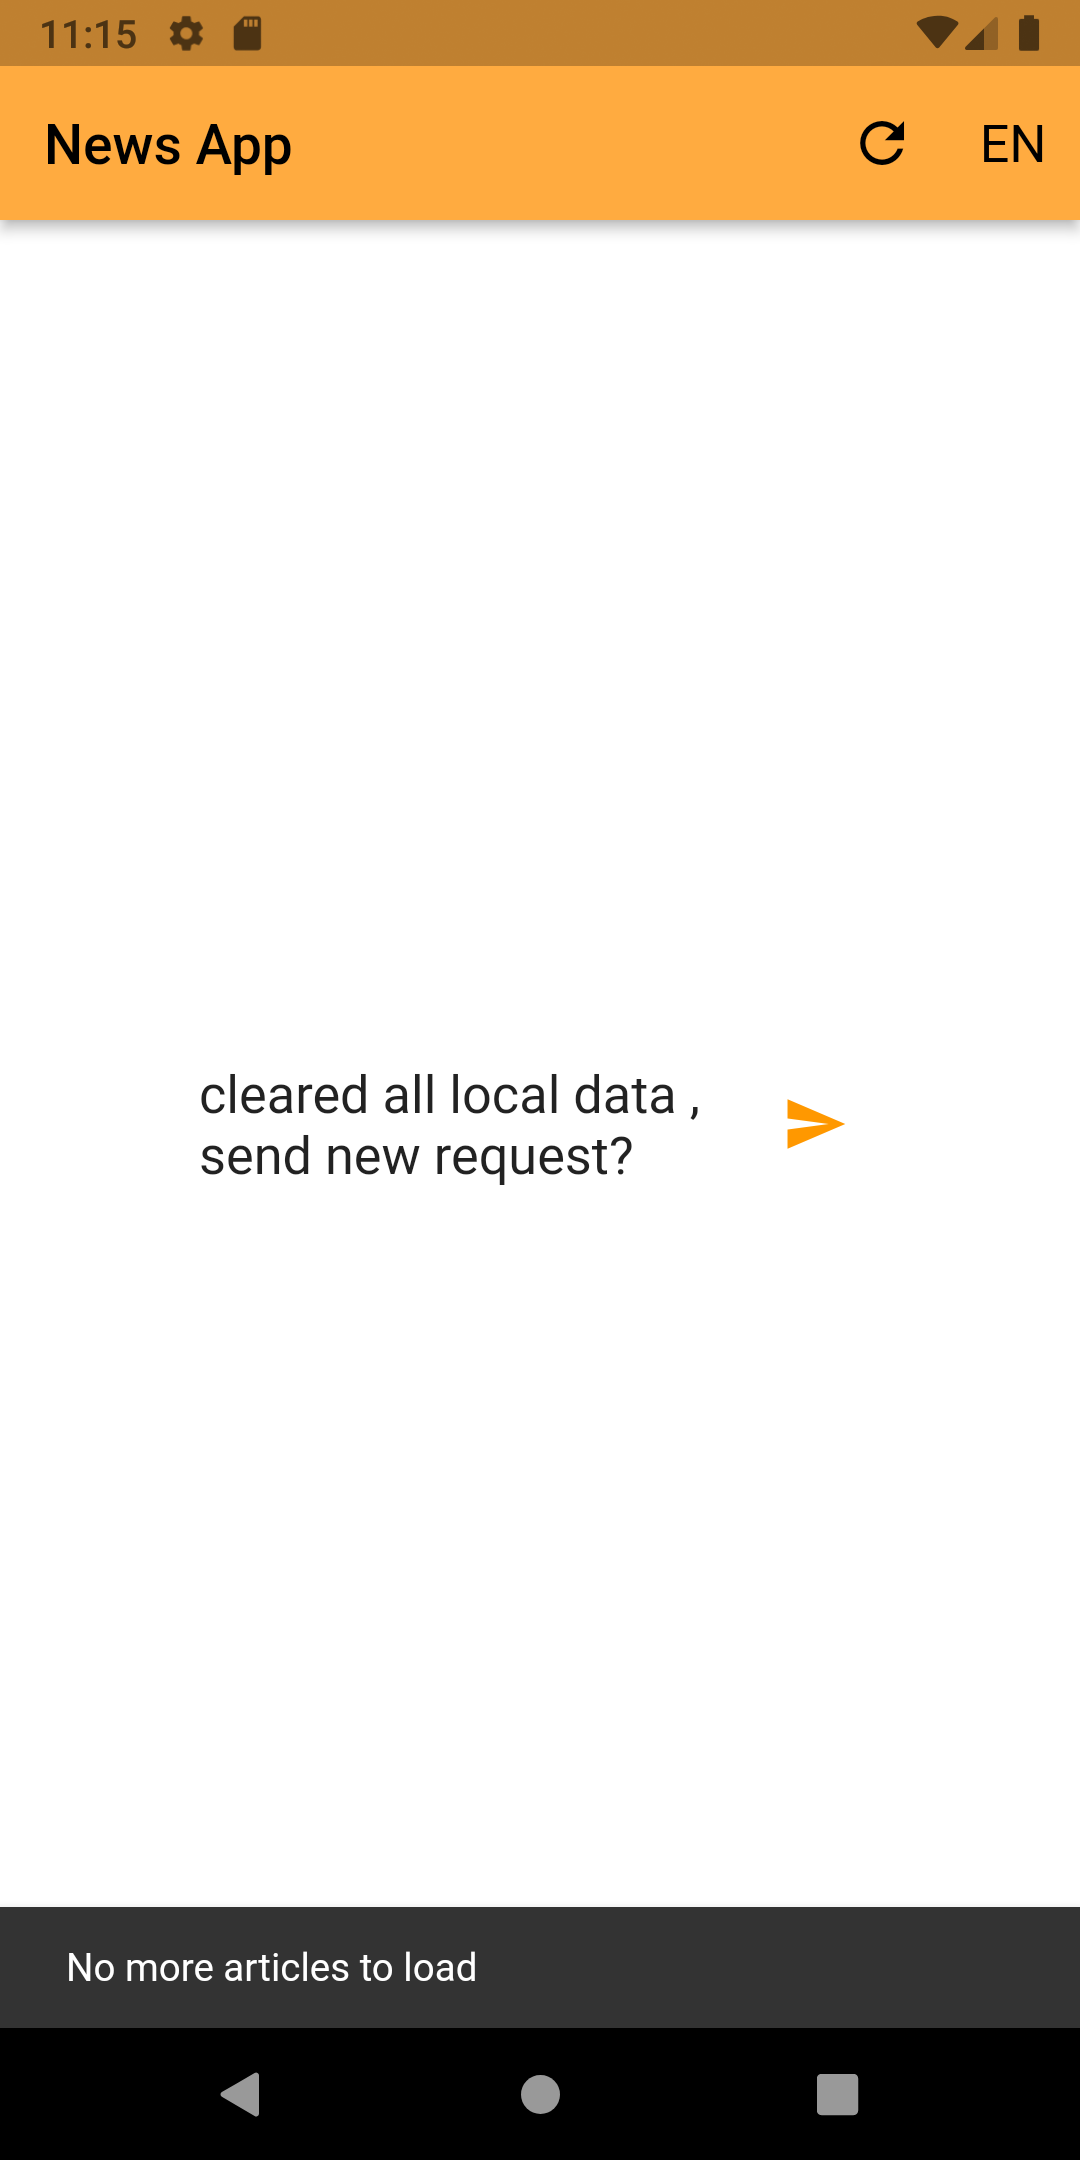 11:15
News App
EN
cleared all local data ,
send new request?
No more articles to load